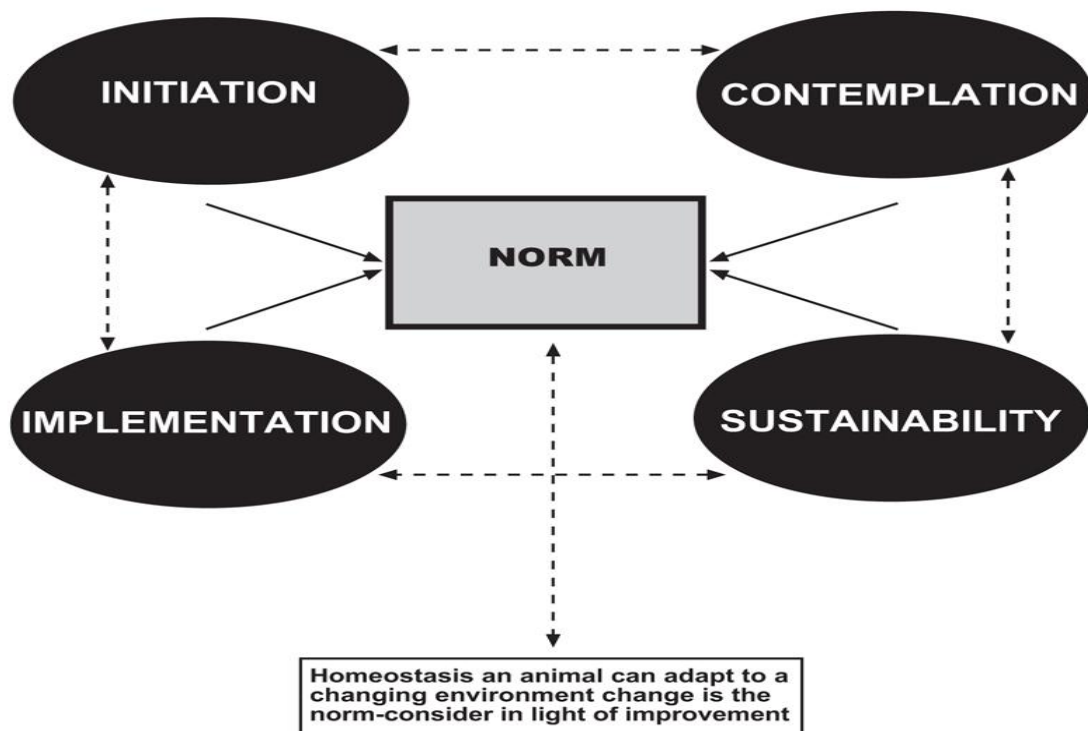 INITIATION
CONTEMPLATION
NORM
IMPLEMENTATION
SUSTAINABILITY
Homeostasis an animal can adapt to a
changing environment change is the
norm-consider in light of improvement